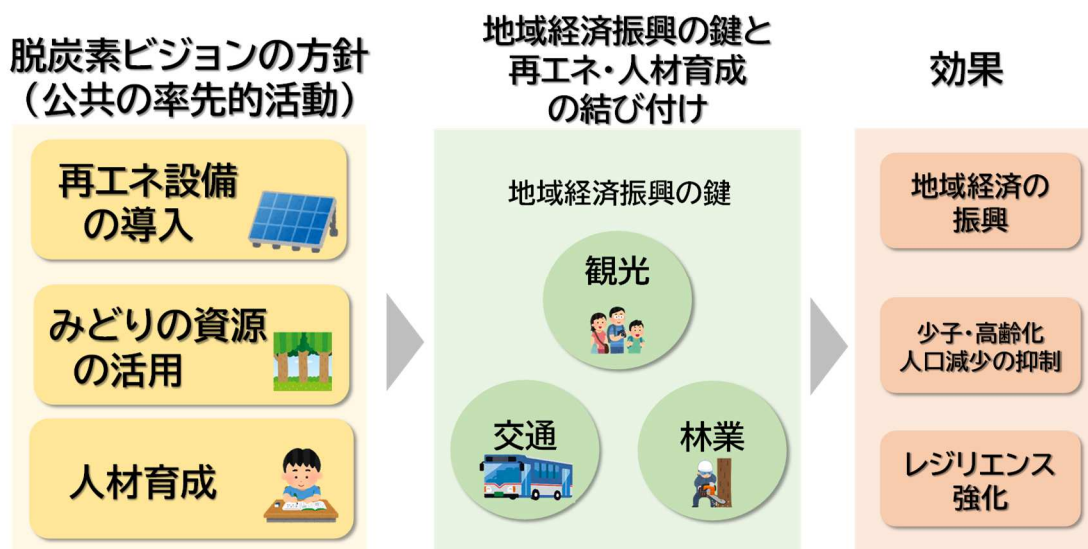 脱炭素ビジョンの方針
（公共の率先的活動）
再エネ設備
の導入
みどりの資源
の活用
人材育成
地域経済振興の鍵と
再エネ・人材育成
の結び付け
地域経済振興の鍵
観光
交通
林業
効果
地域経済の
振興
少子・高齢化
人口減少の抑制
レジリエンス
強化